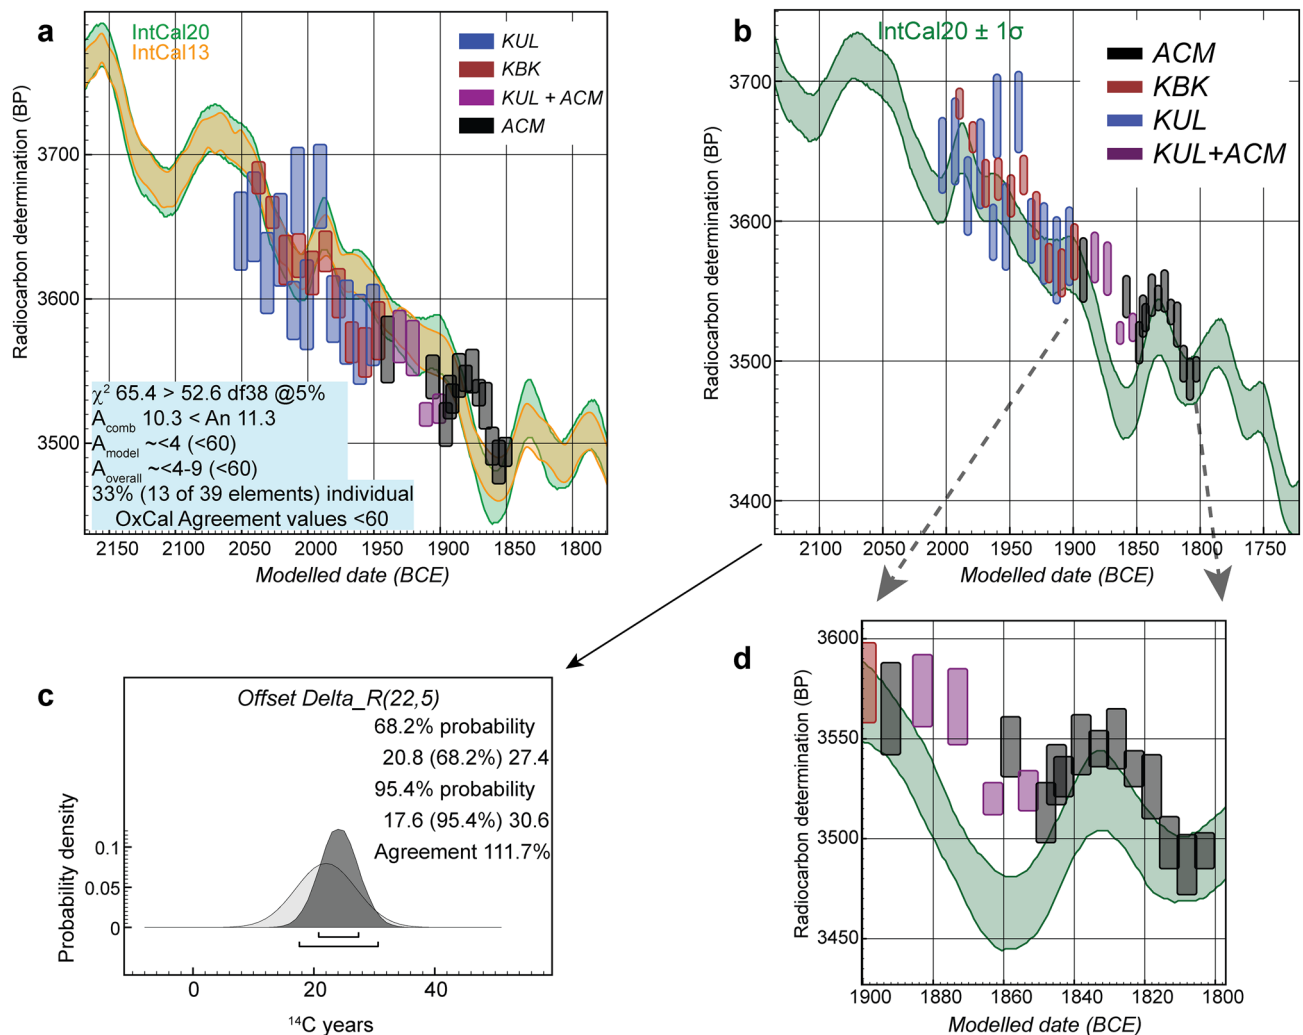 a
IntCal20
IntCal13
KUL
KBK
KUL + ACM
ACM
Radiocarbon determination (BP)
3700
3600
3500
χ² 65.4 > 52.6 df38 @5%
Acomb 10.3 < An 11.3
Amodel ~<4 (<60)
Aoverall ~<4-9 (<60)
33% (13 of 39 elements) individual
OxCal Agreement values <60
2150 2100 2050 2000 1950 1900 1850 1800
Modelled date (BCE)
b
IntCal20 ± 1σ
ACM
KBK
KUL
KUL+ACM
Radiocarbon determination (BP)
3700
3600
3500
3400
2100 2050 2000 1950 1900 1850 1800 1750
Modelled date (BCE)
c
Offset Delta_R(22,5)
68.2% probability
20.8 (68.2%) 27.4
95.4% probability
17.6 (95.4%) 30.6
Agreement 111.7%
Probability density
0.1
0.05
0
0 20 40
¹⁴C years
d
Radiocarbon determination (BP)
3600
3550
3500
3450
1900 1880 1860 1840 1820 1800
Modelled date (BCE)